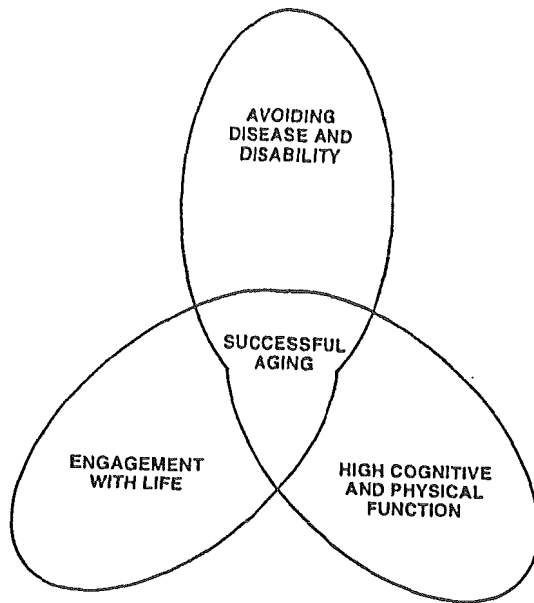 AVOIDING
DISEASE AND
DISABILITY
SUCCESSFUL
AGING
ENGAGEMENT
WITH LIFE
HIGH COGNITIVE
AND PHYSICAL
FUNCTION